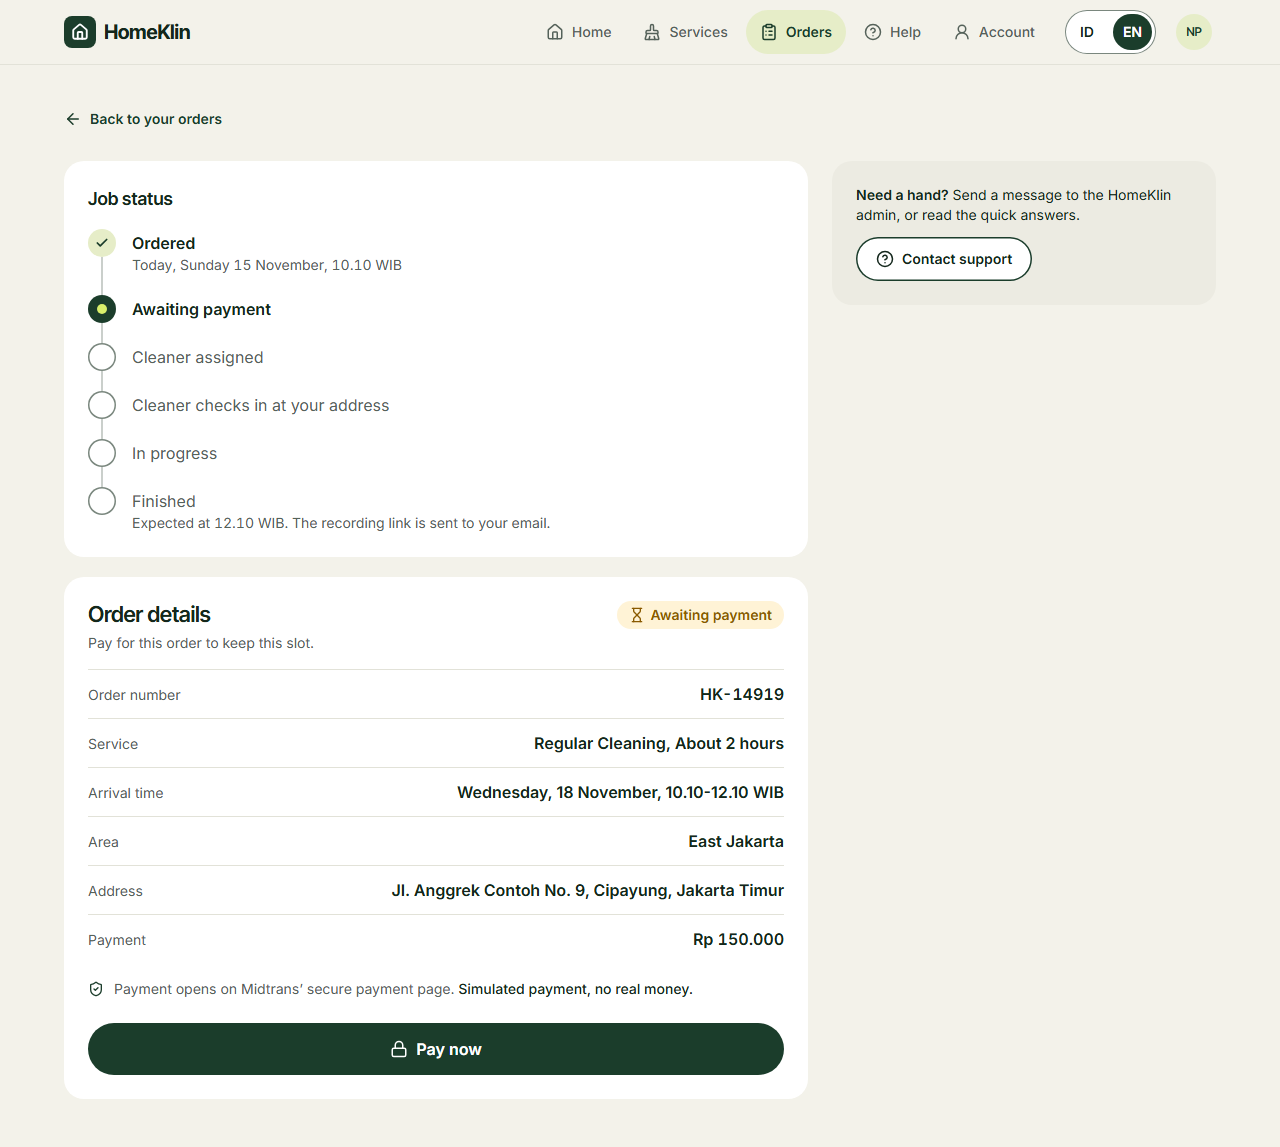 HomeKlin
Home
Services
Orders
Help
Account
ID
EN
NP
Back to your orders
Job status
Ordered
Today, Sunday 15 November, 10.10 WIB
Awaiting payment
Cleaner assigned
Cleaner checks in at your address
In progress
Finished
Expected at 12.10 WIB. The recording link is sent to your email.
Need a hand? Send a message to the HomeKlin
admin, or read the quick answers.
Contact support
Order details
Awaiting payment
Pay for this order to keep this slot.
Order number
HK-14919
Service
Regular Cleaning, About 2 hours
Arrival time
Wednesday, 18 November, 10.10-12.10 WIB
Area
East Jakarta
Address
Jl. Anggrek Contoh No. 9, Cipayung, Jakarta Timur
Payment
Rp 150.000
Payment opens on Midtrans’ secure payment page. Simulated payment, no real money.
Pay now